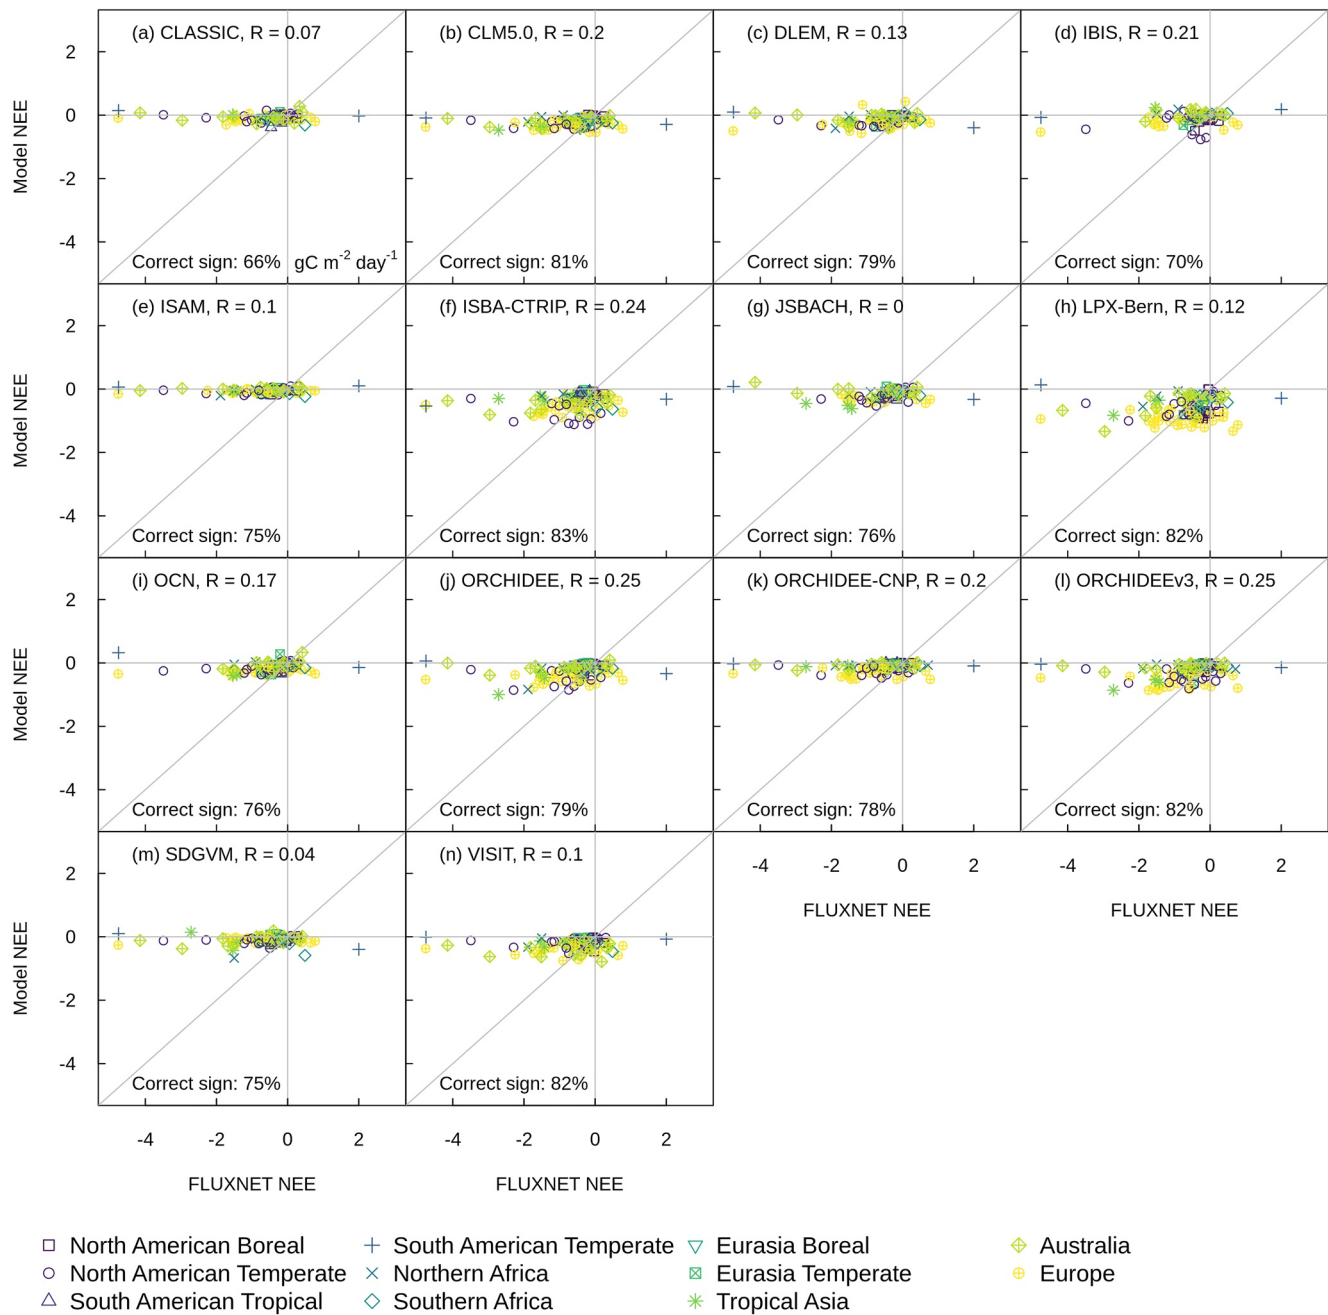 (a) CLASSIC, R = 0.07
(b) CLM5.0, R = 0.2
(c) DLEM, R = 0.13
(d) IBIS, R = 0.21
2
0
-2
-4
Model NEE
Correct sign: 66%
gC m-2 day-1
Correct sign: 81%
Correct sign: 79%
Correct sign: 70%
(e) ISAM, R = 0.1
(f) ISBA-CTRIP, R = 0.24
(g) JSBACH, R = 0
(h) LPX-Bern, R = 0.12
2
0
-2
-4
Model NEE
Correct sign: 75%
Correct sign: 83%
Correct sign: 76%
Correct sign: 82%
(i) OCN, R = 0.17
(j) ORCHIDEE, R = 0.25
(k) ORCHIDEE-CNP, R = 0.2
(l) ORCHIDEEv3, R = 0.25
2
0
-2
-4
Model NEE
Correct sign: 76%
Correct sign: 79%
Correct sign: 78%
Correct sign: 82%
(m) SDGVM, R = 0.04
(n) VISIT, R = 0.1
2
0
-2
-4
Model NEE
Correct sign: 75%
Correct sign: 82%
-4 -2 0 2
FLUXNET NEE
-4 -2 0 2
FLUXNET NEE
-4 -2 0 2
FLUXNET NEE
-4 -2 0 2
FLUXNET NEE
North American Boreal
North American Temperate
South American Tropical
South American Temperate
Northern Africa
Southern Africa
Eurasia Boreal
Eurasia Temperate
Tropical Asia
Australia
Europe